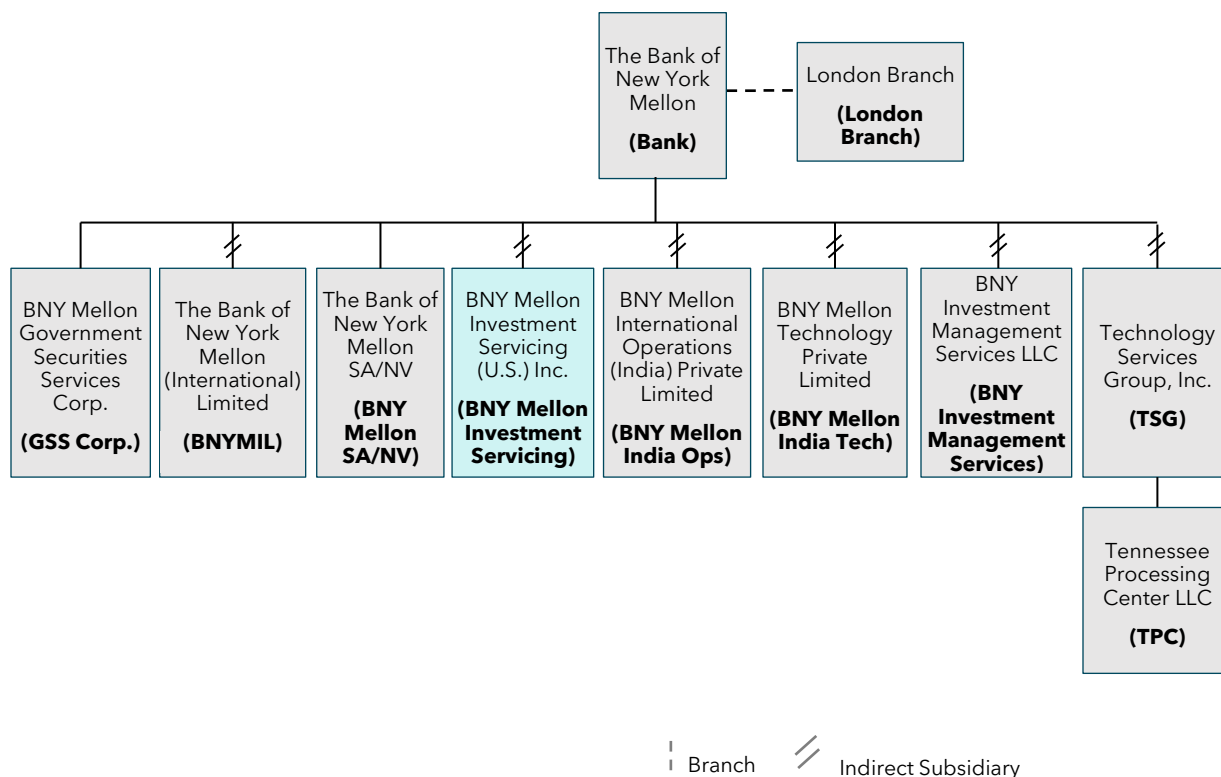 The Bank of
New York
Mellon
(Bank)
London Branch
(London
Branch)
BNY Mellon
Government
Securities
Services
Corp.
(GSS Corp.)
The Bank of
New York
Mellon
(International)
Limited
(BNYMIL)
The Bank of
New York
Mellon
SA/NV
(BNY
Mellon
SA/NV)
BNY Mellon
Investment
Servicing
(U.S.) Inc.
(BNY Mellon
Investment
Servicing)
BNY Mellon
International
Operations
(India) Private
Limited
(BNY Mellon
India Ops)
BNY Mellon
Technology
Private
Limited
(BNY Mellon
India Tech)
BNY
Investment
Management
Services LLC
(BNY
Investment
Management
Services)
Technology
Services
Group, Inc.
(TSG)
Tennessee
Processing
Center LLC
(TPC)
Branch
Indirect Subsidiary